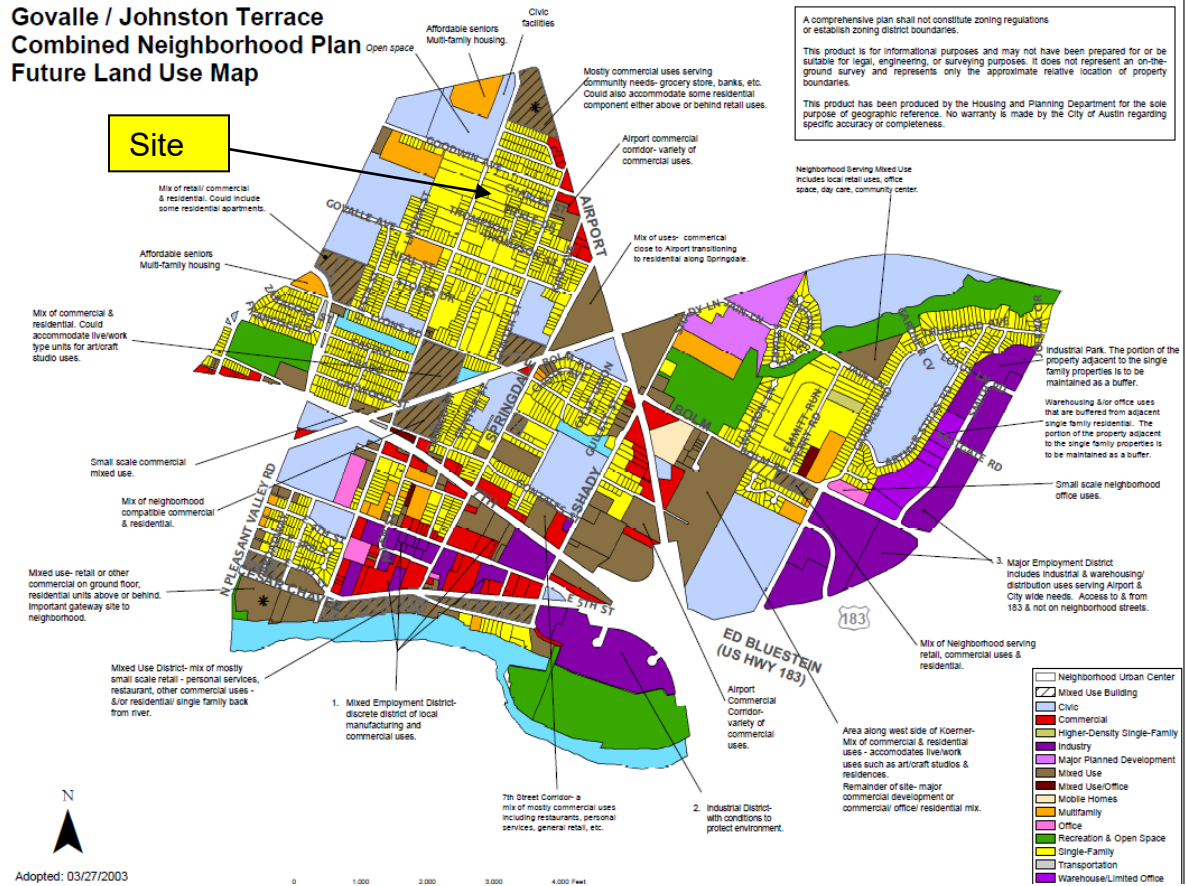 Govalle / Johnston Terrace
Combined Neighborhood Plan
Future Land Use Map
Site
Open space
Affordable seniors
Multi-family housing.
Civic
facilities
Mostly commercial uses serving
community needs- grocery store, banks, etc.
Could also accommodate some residential
component either above or behind retail uses.
A comprehensive plan shall not constitute zoning regulations
or establish zoning district boundaries.
This product is for informational purposes and may not have been prepared for or be
suitable for legal, engineering, or surveying purposes. It does not represent an on-the-
ground survey and represents only the approximate relative location of property
boundaries.
This product has been produced by the Housing and Planning Department for the sole
purpose of geographic reference. No warranty is made by the City of Austin regarding
specific accuracy or completeness.
Airport commercial
corridor- variety of
commercial uses.
Neighborhood Serving Mixed Use
includes local retail uses, office
space, day care, community center.
Mix of retail/ commercial
& residential. Could include
some residential apartments.
Affordable seniors
Multi-family housing
Mix of uses- commerical
close to Airport transitioning
to residential along Springdale.
Mix of commercial &
residential. Could
accommodate live/work
type units for art/craft
studio uses.
Industrial Park. The portion of the
property adjacent to the single
family properties is to be
maintained as a buffer.
Warehousing &/or office uses
that are buffered from adjacent
single family residential. The
portion of the property adjacent
to the single family properties is
to be maintained as a buffer.
Small scale commercial
mixed use.
Small scale neighborhood
office uses.
Mix of neighborhood
compatible commercial
& residential.
3. Major Employment District
Includes industrial & warehousing/
distribution uses serving Airport &
City wide needs. Access to & from
183 & not on neighborhood streets.
Mixed use- retail or other
commercial on ground floor,
residential units above or behind.
Important gateway site to
neighborhood.
Mix of Neighborhood serving
retail, commercial uses &
residential.
Mixed Use District- mix of mostly
small scale retail - personal services,
restaurant, other commercial uses -
&/or residential/ single family back
from river.
1. Mixed Employment District-
discrete district of local
manufacturing and
commercial uses.
Airport
Commercial
Corridor-
variety of
commercial
uses.
Area along west side of Koerner-
Mix of commercial & residential
uses - accomodates live/work
uses such as art/craft studios &
residences.
Remainder of site- major
commercial development or
commercial/ office/ residential mix.
7th Street Corridor- a
mix of mostly commercial uses
including restaurants, personal
services, general retail, etc.
2. Industrial District-
with conditions to
protect environment.
GOODWIN AVE
GOVALLE AVE
AIRPORT
NEAL ST
LYONS RD
BOLM RD
BOLM
SPRINGDALE
SHADY
7TH
N PLEASANT VALLEY RD
CESAR CHAVEZ
E 5TH ST
EMMETT RUN
GARDNER CV
183
ED BLUESTEIN
(US HWY 183)
Neighborhood Urban Center
Mixed Use Building
Civic
Commercial
Higher-Density Single-Family
Industry
Major Planned Development
Mixed Use
Mixed Use/Office
Mobile Homes
Multifamily
Office
Recreation & Open Space
Single-Family
Transportation
Warehouse/Limited Office
N
Adopted: 03/27/2003
0 1,000 2,000 3,000 4,000 Feet